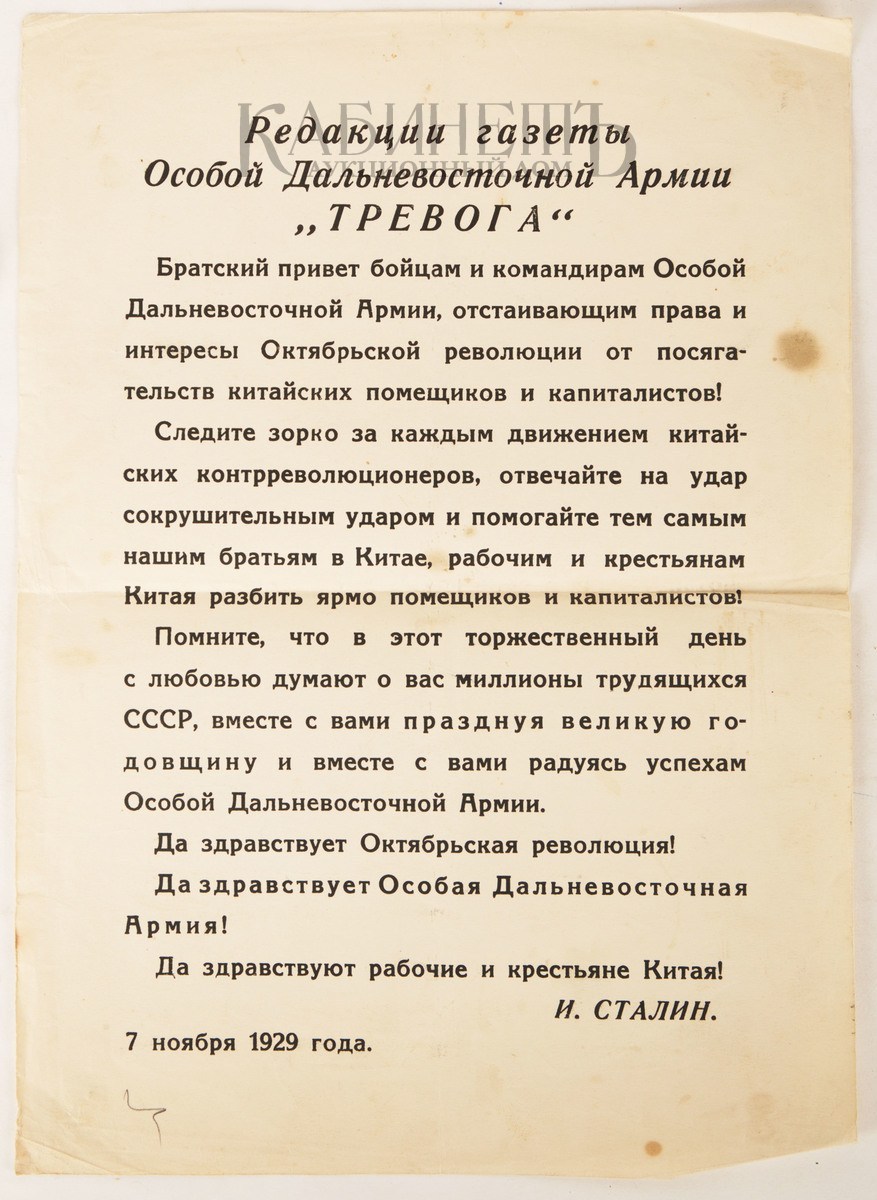 КАБИНЕТЪ
АУКЦИОННЫЙ ДОМ
Редакции газеты
Особой Дальневосточной Армии
„ТРЕВОГА“
Братский привет бойцам и командирам Особой
Дальневосточной Армии, отстаивающим права и
интересы Октябрьской революции от посяга-
тельств китайских помещиков и капиталистов!
Следите зорко за каждым движением китай-
ских контрреволюционеров, отвечайте на удар
сокрушительным ударом и помогайте тем самым
нашим братьям в Китае, рабочим и крестьянам
Китая разбить ярмо помещиков и капиталистов!
Помните, что в этот торжественный день
с любовью думают о вас миллионы трудящихся
СССР, вместе с вами празднуя великую го-
довщину и вместе с вами радуясь успехам
Особой Дальневосточной Армии.
Да здравствует Октябрьская революция!
Да здравствует Особая Дальневосточная
Армия!
Да здравствуют рабочие и крестьяне Китая!
И. СТАЛИН.
7 ноября 1929 года.